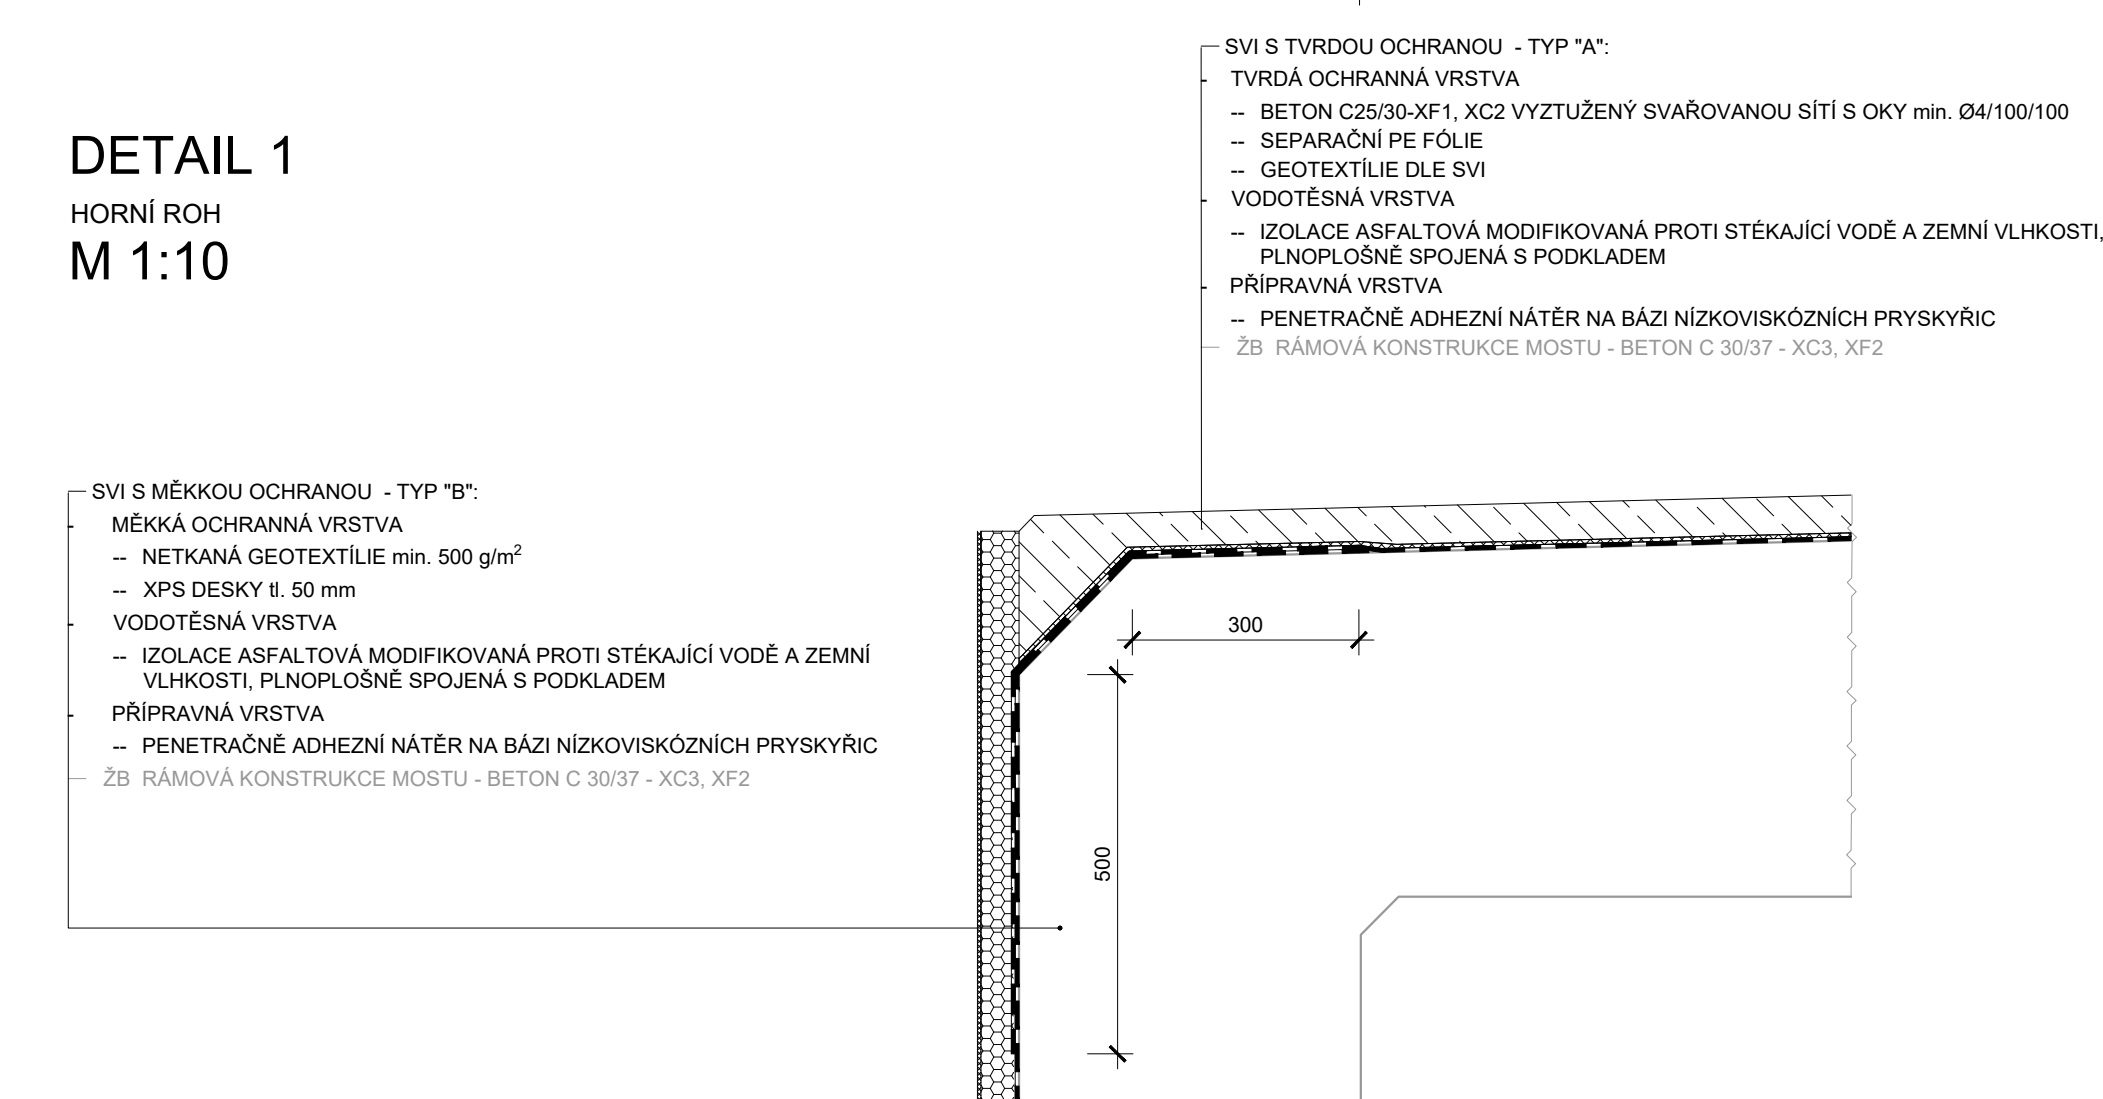 DETAIL 1
HORNÍ ROH
M 1:10
SVI S TVRDOU OCHRANOU - TYP "A":
- TVRDÁ OCHRANNÁ VRSTVA
-- BETON C25/30-XF1, XC2 VYZTUŽENÝ SVAŘOVANOU SÍTÍ S OKY min. Ø4/100/100
-- SEPARAČNÍ PE FÓLIE
-- GEOTEXTÍLIE DLE SVI
- VODOTĚSNÁ VRSTVA
-- IZOLACE ASFALTOVÁ MODIFIKOVANÁ PROTI STÉKAJÍCÍ VODĚ A ZEMNÍ VLHKOSTI,
PLNOPLOŠNĚ SPOJENÁ S PODKLADEM
- PŘÍPRAVNÁ VRSTVA
-- PENETRAČNĚ ADHEZNÍ NÁTĚR NA BÁZI NÍZKOVISKÓZNÍCH PRYSKYŘIC
ŽB RÁMOVÁ KONSTRUKCE MOSTU - BETON C 30/37 - XC3, XF2
SVI S MĚKKOU OCHRANOU - TYP "B":
- MĚKKÁ OCHRANNÁ VRSTVA
-- NETKANÁ GEOTEXTÍLIE min. 500 g/m²
-- XPS DESKY tl. 50 mm
- VODOTĚSNÁ VRSTVA
-- IZOLACE ASFALTOVÁ MODIFIKOVANÁ PROTI STÉKAJÍCÍ VODĚ A ZEMNÍ
VLHKOSTI, PLNOPLOŠNĚ SPOJENÁ S PODKLADEM
- PŘÍPRAVNÁ VRSTVA
-- PENETRAČNĚ ADHEZNÍ NÁTĚR NA BÁZI NÍZKOVISKÓZNÍCH PRYSKYŘIC
ŽB RÁMOVÁ KONSTRUKCE MOSTU - BETON C 30/37 - XC3, XF2
300
500